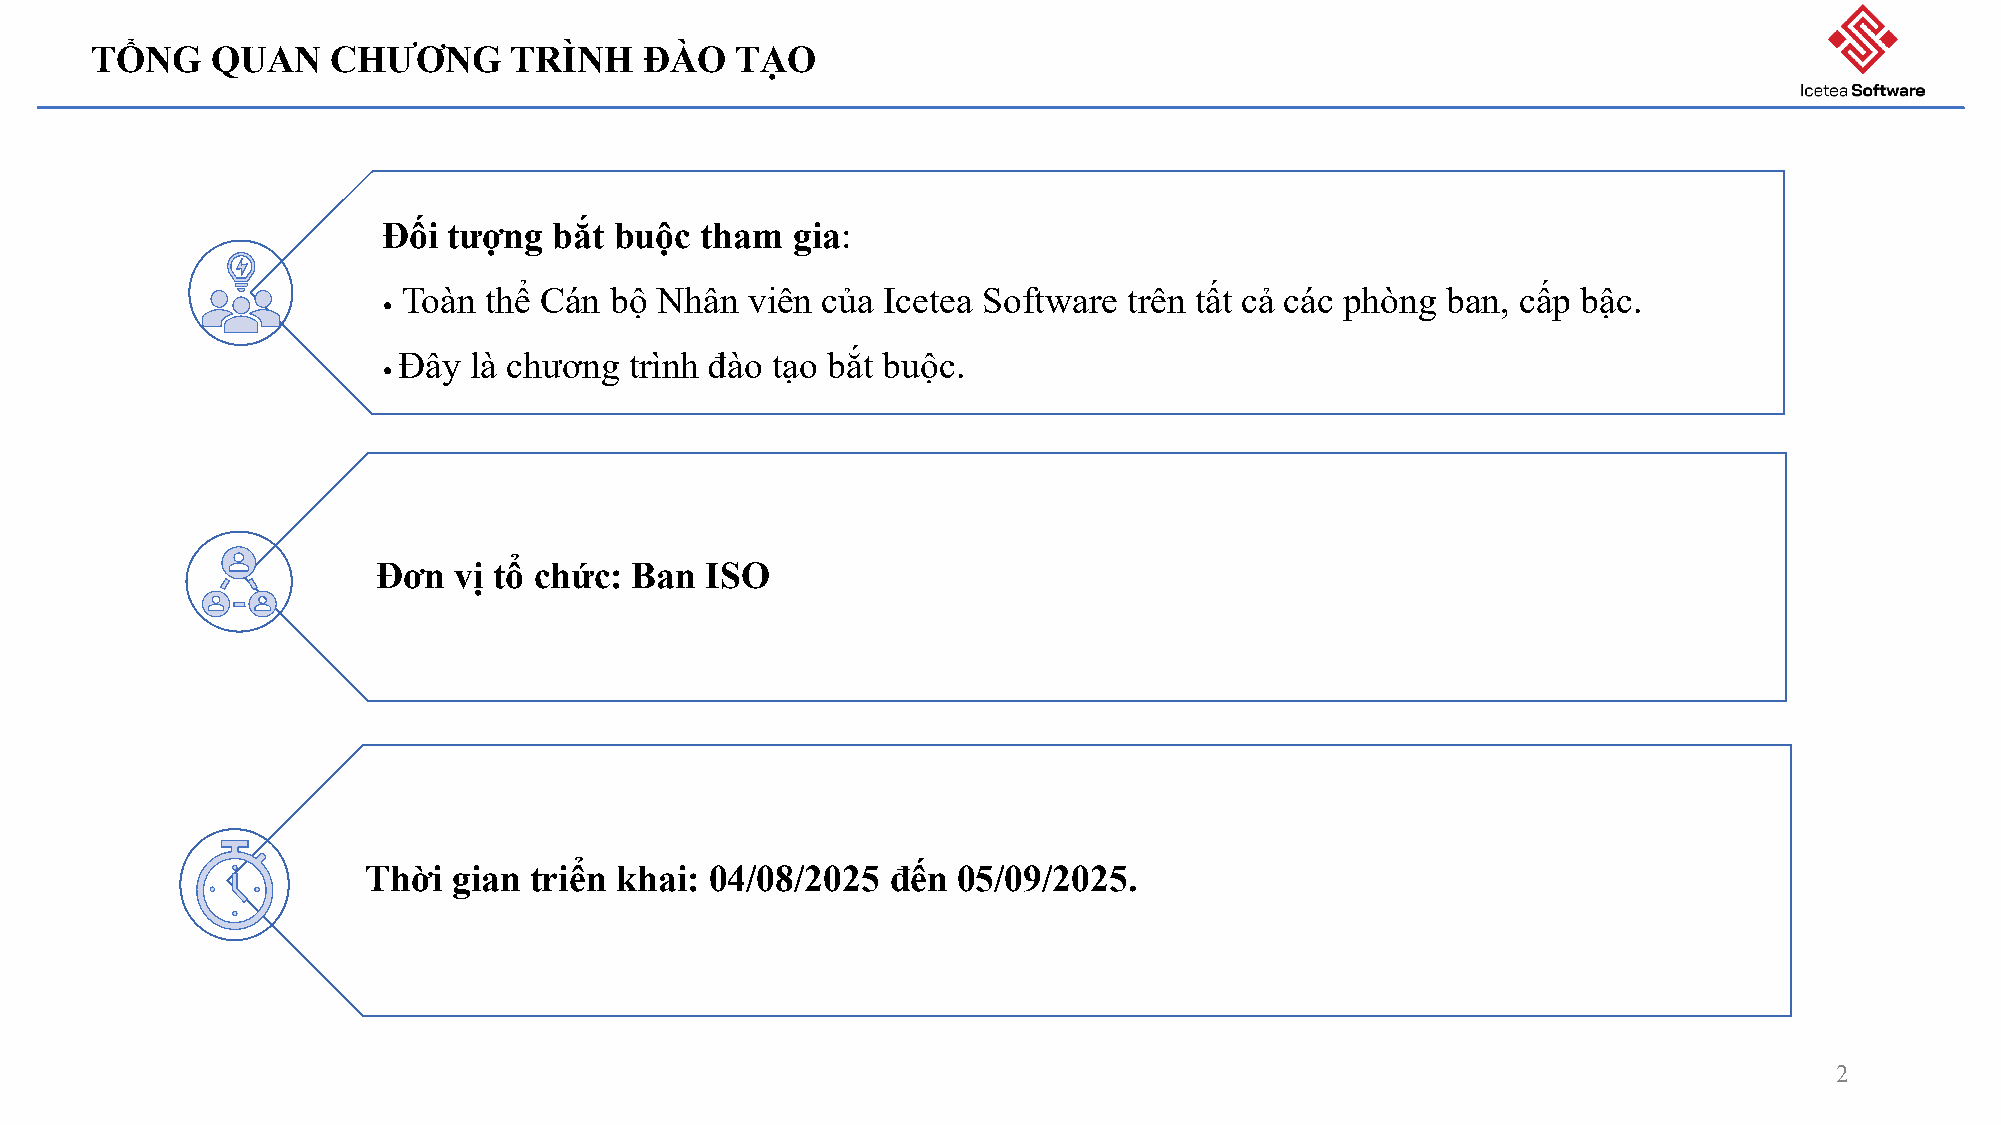 TỔNG QUAN CHƯƠNG TRÌNH ĐÀO TẠO
Icetea Software
Đối tượng bắt buộc tham gia:
• Toàn thể Cán bộ Nhân viên của Icetea Software trên tất cả các phòng ban, cấp bậc.
• Đây là chương trình đào tạo bắt buộc.
Đơn vị tổ chức: Ban ISO
Thời gian triển khai: 04/08/2025 đến 05/09/2025.
2